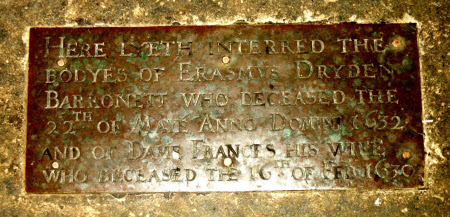 HERE LYETH INTERRED THE
BODYES OF ERASMVS DRYDEN
BARRONETT WHO DECEASED THE
22TH OF MAYE ANNO DOMINI 1632
AND OF DAME FRANCES HIS WIFE
WHO DECEASED THE 16TH OF FEB 1630